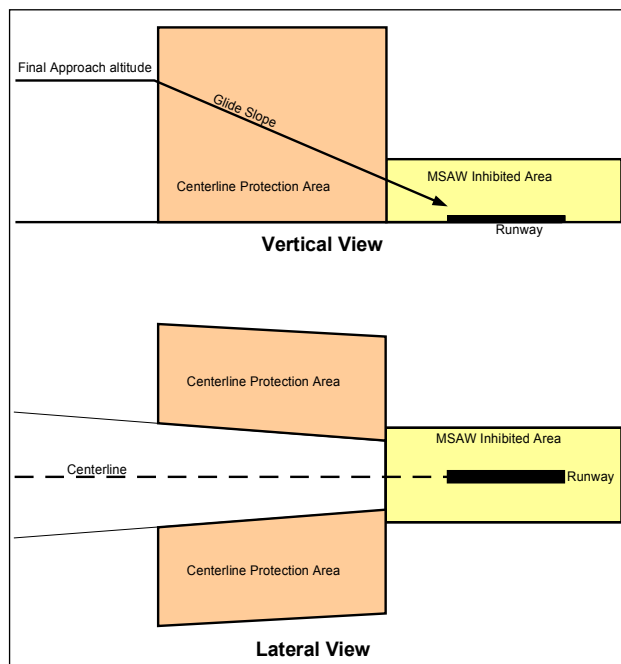 Final Approach altitude
Glide Slope
Centerline Protection Area
MSAW Inhibited Area
Runway
Vertical View
Centerline Protection Area
MSAW Inhibited Area
Centerline
Runway
Centerline Protection Area
Lateral View